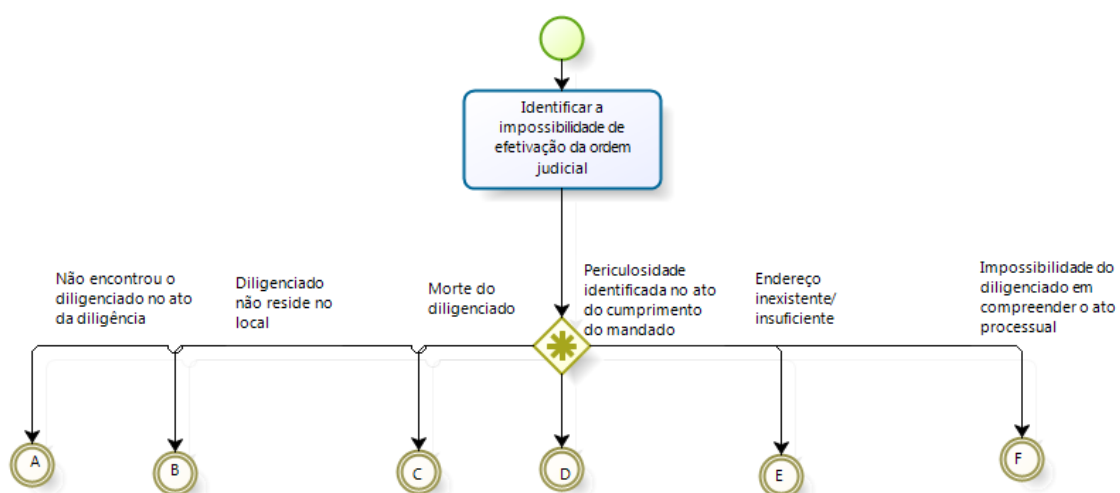 Identificar a
impossibilidade de
efetivação da ordem
judicial
Não encontrou o
diligenciado no ato
da diligência
Diligenciado
não reside no
local
Morte do
diligenciado
Periculosidade
identificada no ato
do cumprimento
do mandado
Endereço
inexistente/
insuficiente
Impossibilidade do
diligenciado em
compreender o ato
processual
A
B
C
D
E
F